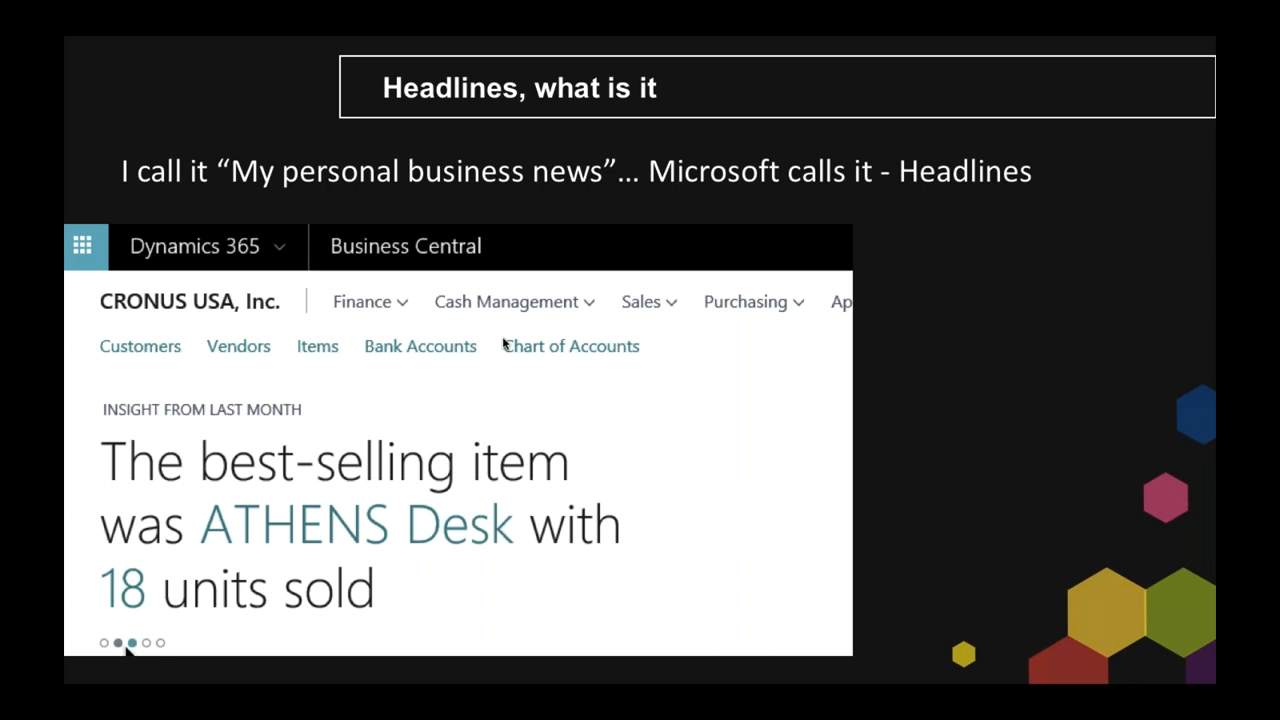 Headlines, what is it
I call it “My personal business news”... Microsoft calls it - Headlines
Dynamics 365 Business Central
CRONUS USA, Inc. Finance Cash Management Sales Purchasing Ap
Customers Vendors Items Bank Accounts Chart of Accounts
INSIGHT FROM LAST MONTH
The best-selling item
was ATHENS Desk with
18 units sold